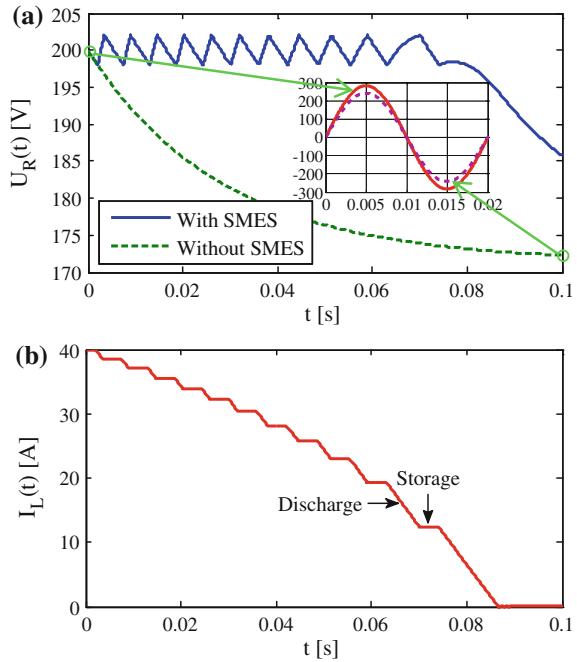 (a)
205
200
195
190
185
180
175
170
U_R(t) [V]
300
200
100
0
-100
-200
-300
0 0.005 0.01 0.015 0.02
With SMES
Without SMES
0 0.02 0.04 0.06 0.08 0.1
t [s]
(b)
40
30
20
10
0
I_L(t) [A]
Storage
Discharge
0 0.02 0.04 0.06 0.08 0.1
t [s]